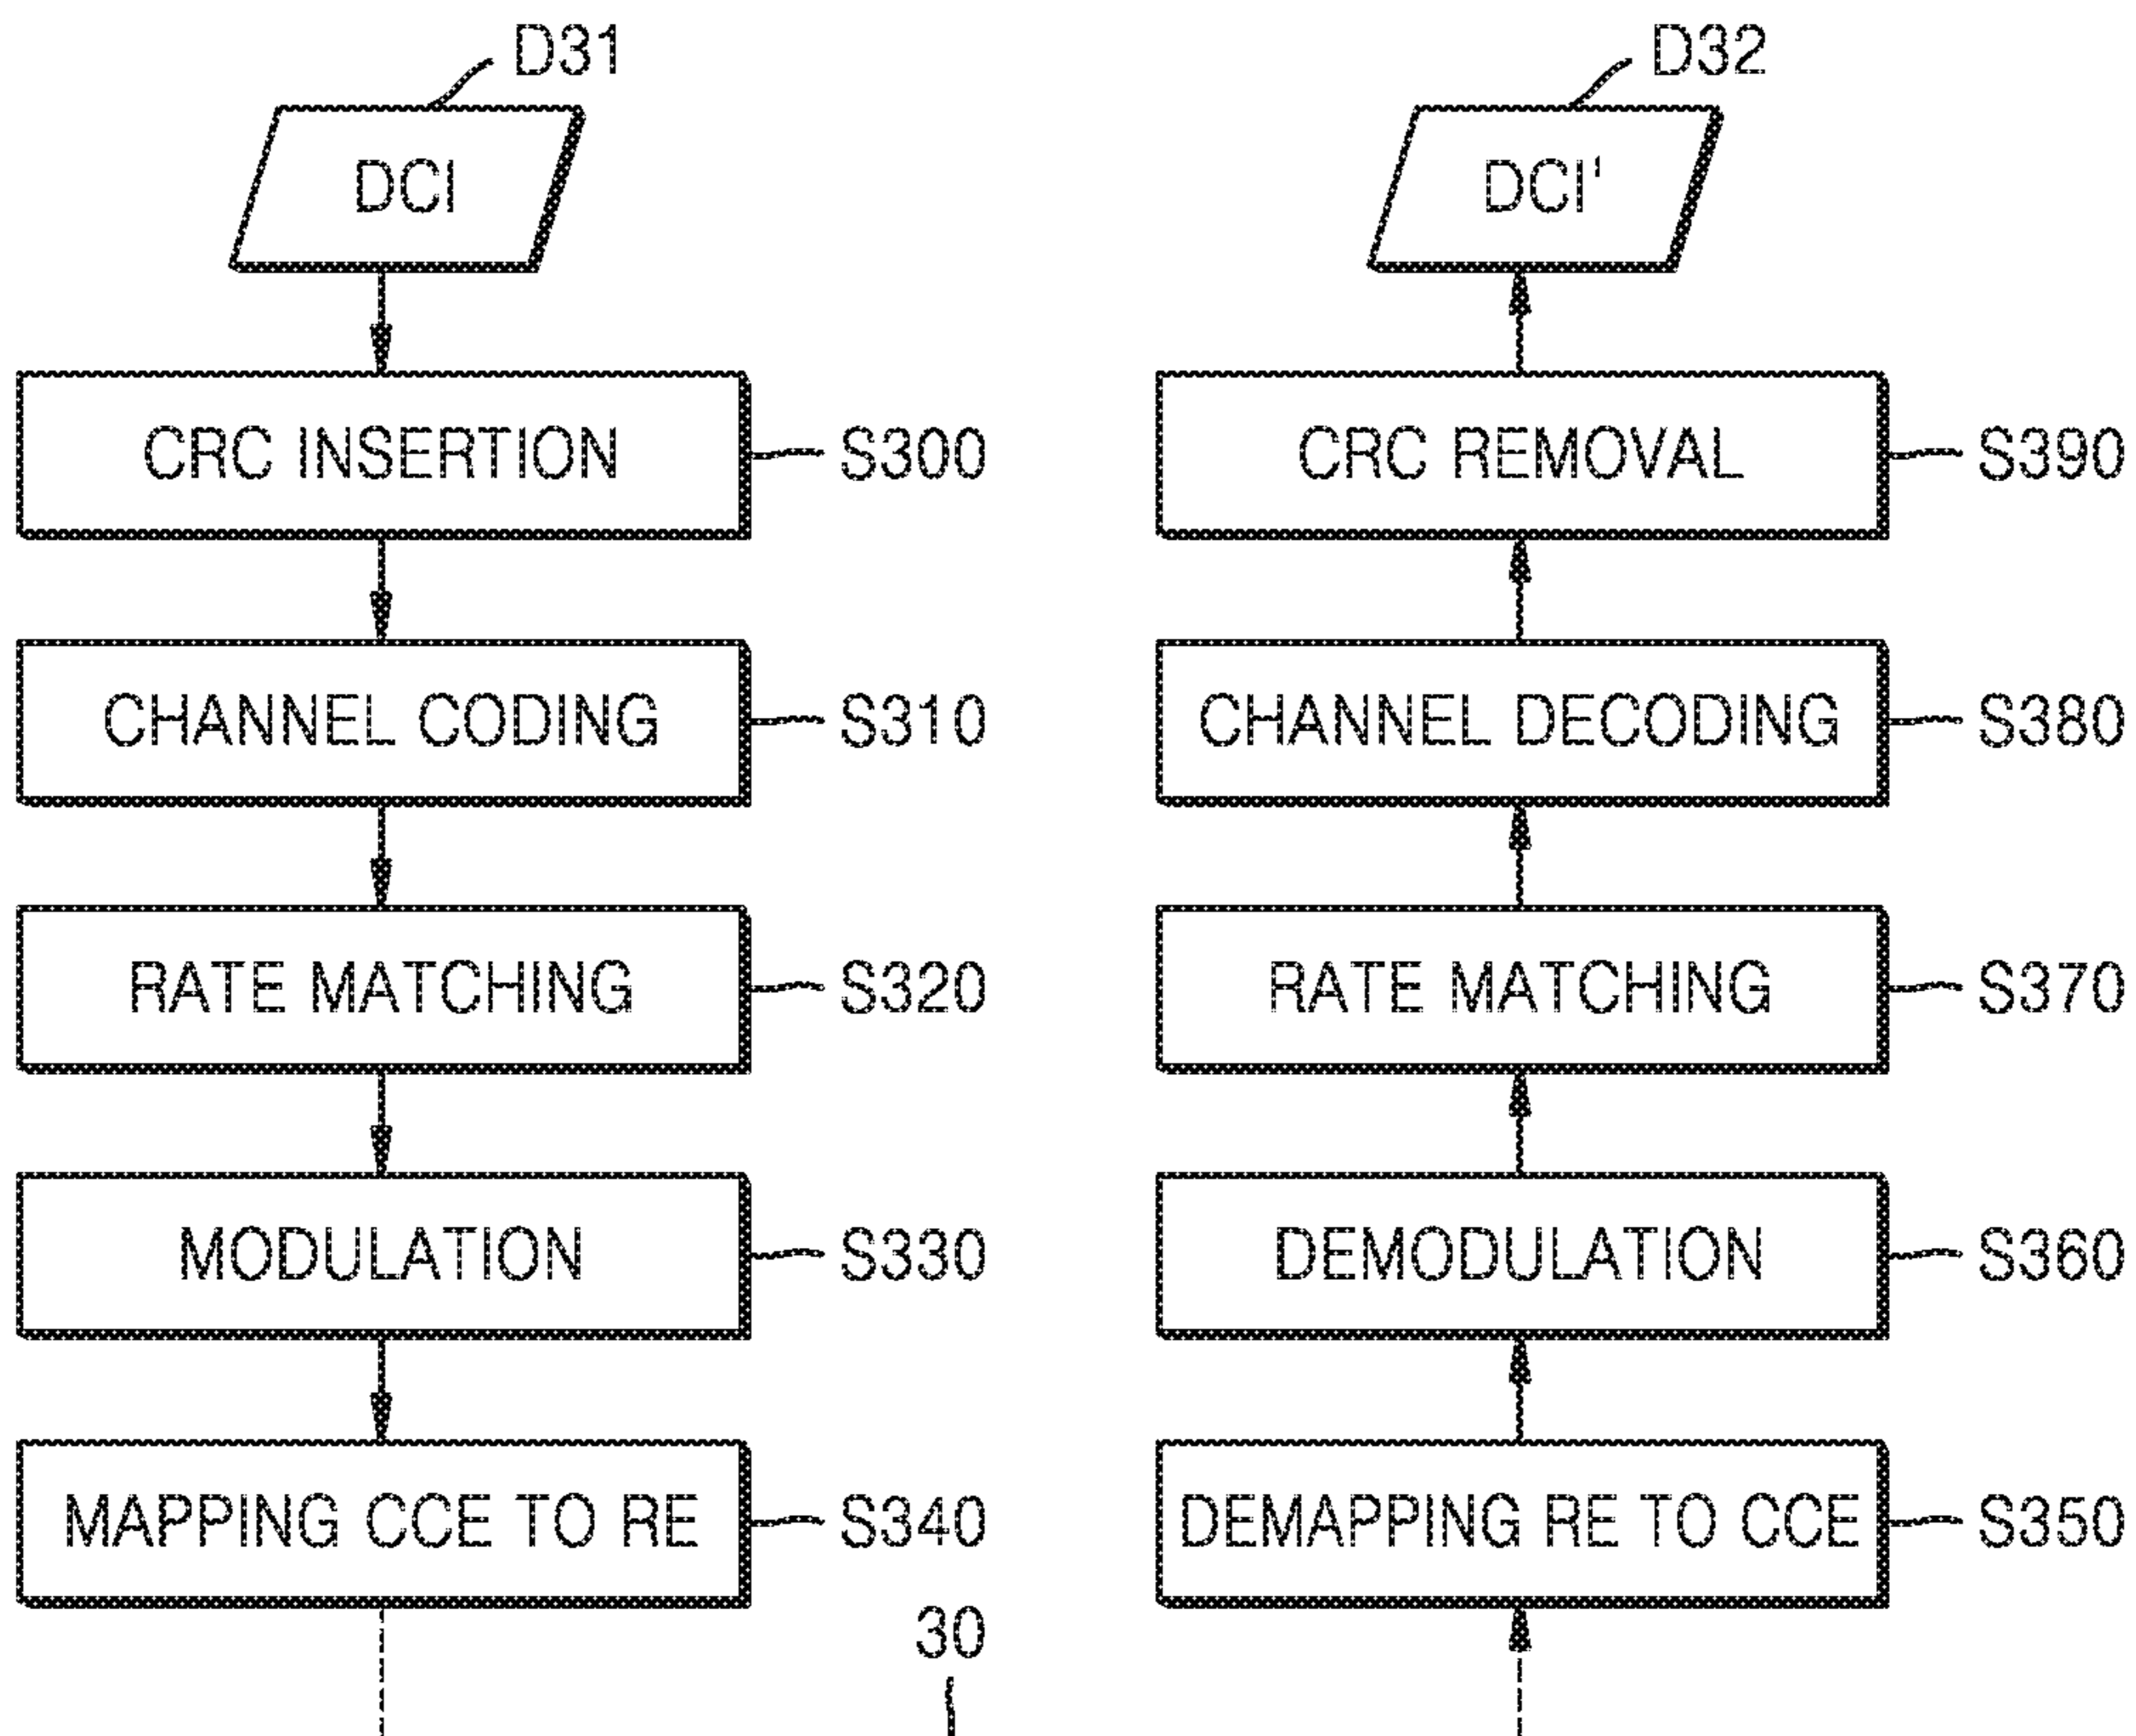 D31
DCI
CRC INSERTION
S300
CHANNEL CODING
S310
RATE MATCHING
S320
MODULATION
S330
MAPPING CCE TO RE
S340
30
D32
DCI'
CRC REMOVAL
S390
CHANNEL DECODING
S380
RATE MATCHING
S370
DEMODULATION
S360
DEMAPPING RE TO CCE
S350